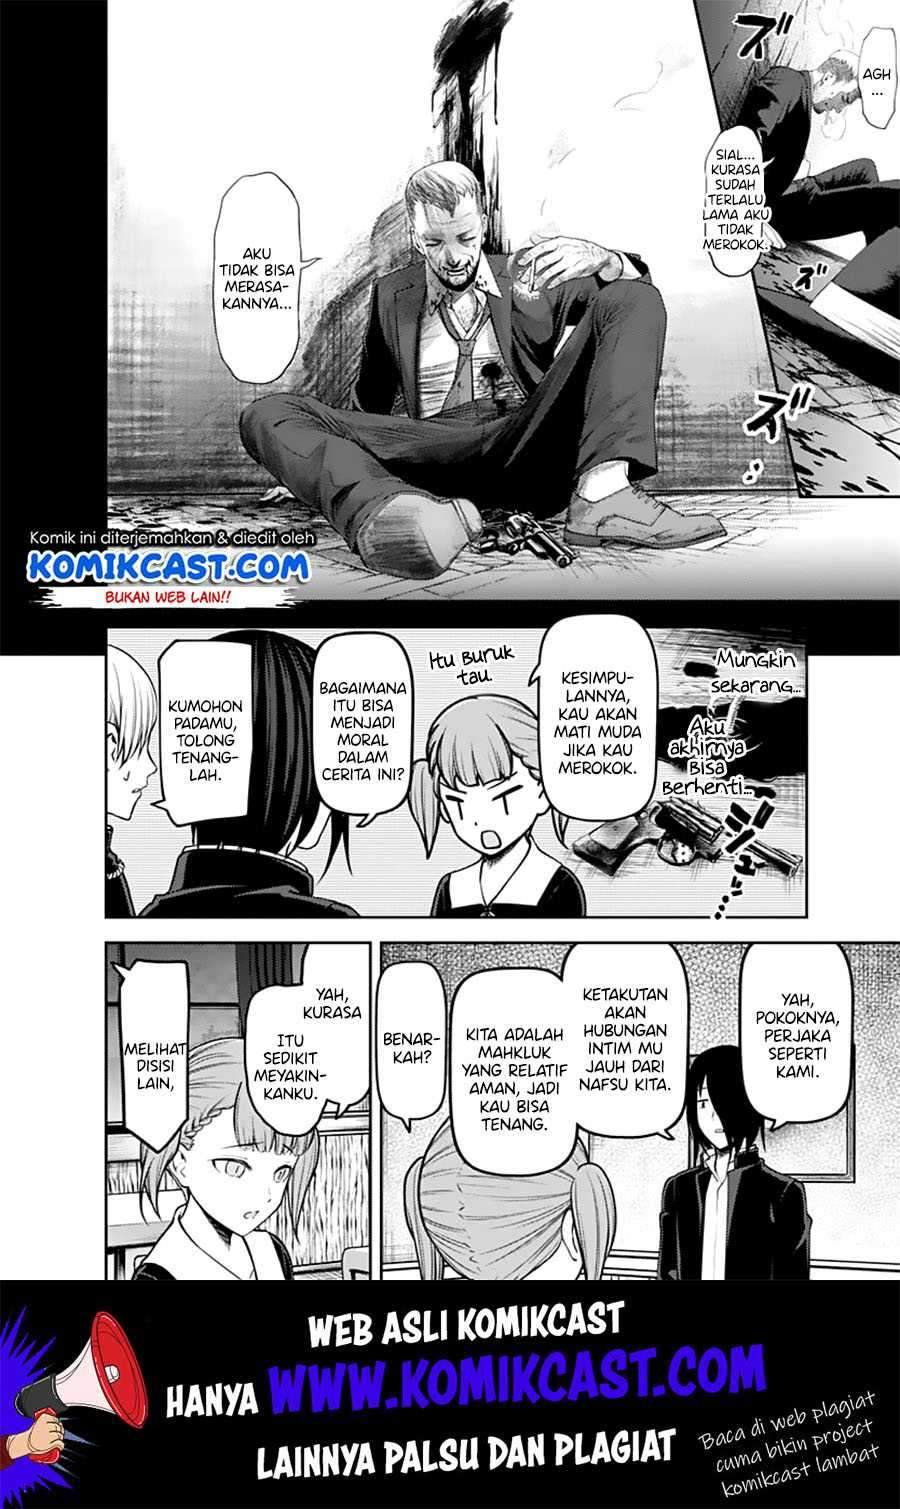 AGH
...
SIAL...
KURASA
SUDAH
TERLALU
LAMA AKU
TIDAK
MEROKOK.
ズ
ズ
ズ
AKU
TIDAK BISA
MERASA-
KANNYA...
Komik ini diterjemahkan & diedit oleh
KOMIKCAST.COM
BUKAN WEB LAIN!!
Mungkin
sekarang...
Aku
akhirnya
Bisa
Berhenti...
KESIMPU-
LANNYA,
KAU AKAN
MATI MUDA
JIKA KAU
MEROKOK.
Itu Buruk
tau.
BAGAIMANA
ITU BISA
MENJADI
MORAL
DALAM
CERITA INI?
KUMOHON
PADAMU,
TOLONG
TENANG-
LAH.
YAH,
POKOKNYA,
PERJAKA
SEPERTI
KAMI.
KETAKUTAN
AKAN
HUBUNGAN
INTIM MU
JAUH DARI
NAFSU KITA.
KITA ADALAH
MAHKLUK
YANG RELATIF
AMAN, JADI
KAU BISA
TENANG.
BENAR-
KAH?
YAH,
KURASA
ITU
SEDIKIT
MEYAKIN-
KANKU.
MELIHAT
DISISI
LAIN,
WEB ASLI KOMIKCAST
HANYA WWW.KOMIKCAST.COM
LAINNYA PALSU DAN PLAGIAT
Baca di web plagiat
cuma bikin project
komikcast lambat